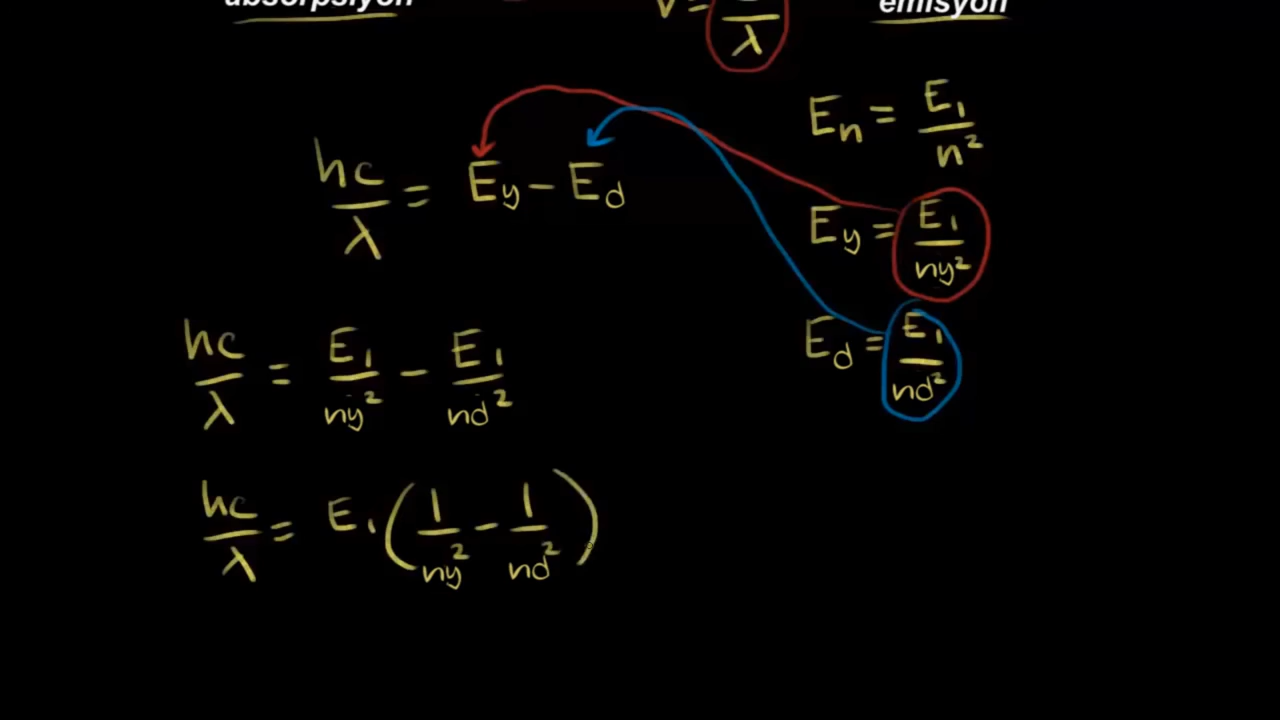 absorpsiyon
ν = / λ
emisyon
En = E₁ / n²
hc / λ = Ey − Ed
Ey = E₁ / ny²
Ed = E₁ / nd²
hc / λ = E₁ / ny² − E₁ / nd²
hc / λ = E₁ ( 1 / ny² − 1 / nd² )